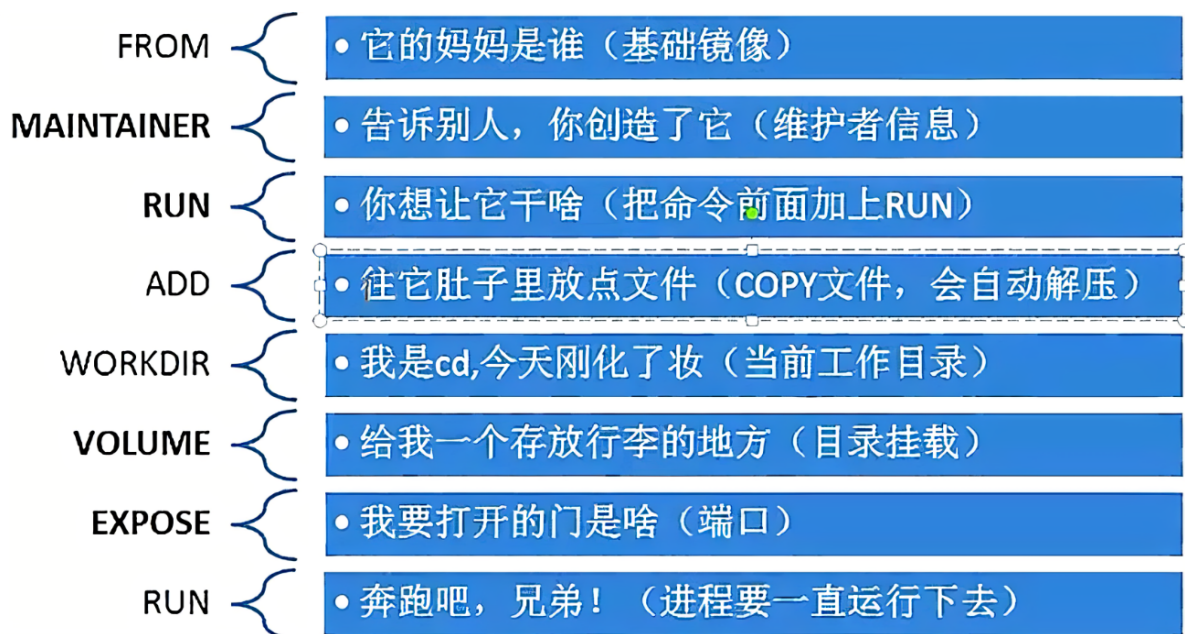 FROM
• 它的妈妈是谁（基础镜像）
MAINTAINER
• 告诉别人，你创造了它（维护者信息）
RUN
• 你想让它干啥（把命令前面加上RUN）
ADD
• 往它肚子里放点文件（COPY文件，会自动解压）
WORKDIR
• 我是cd,今天刚化了妆（当前工作目录）
VOLUME
• 给我一个存放行李的地方（目录挂载）
EXPOSE
• 我要打开的门是啥（端口）
RUN
• 奔跑吧，兄弟！（进程要一直运行下去）